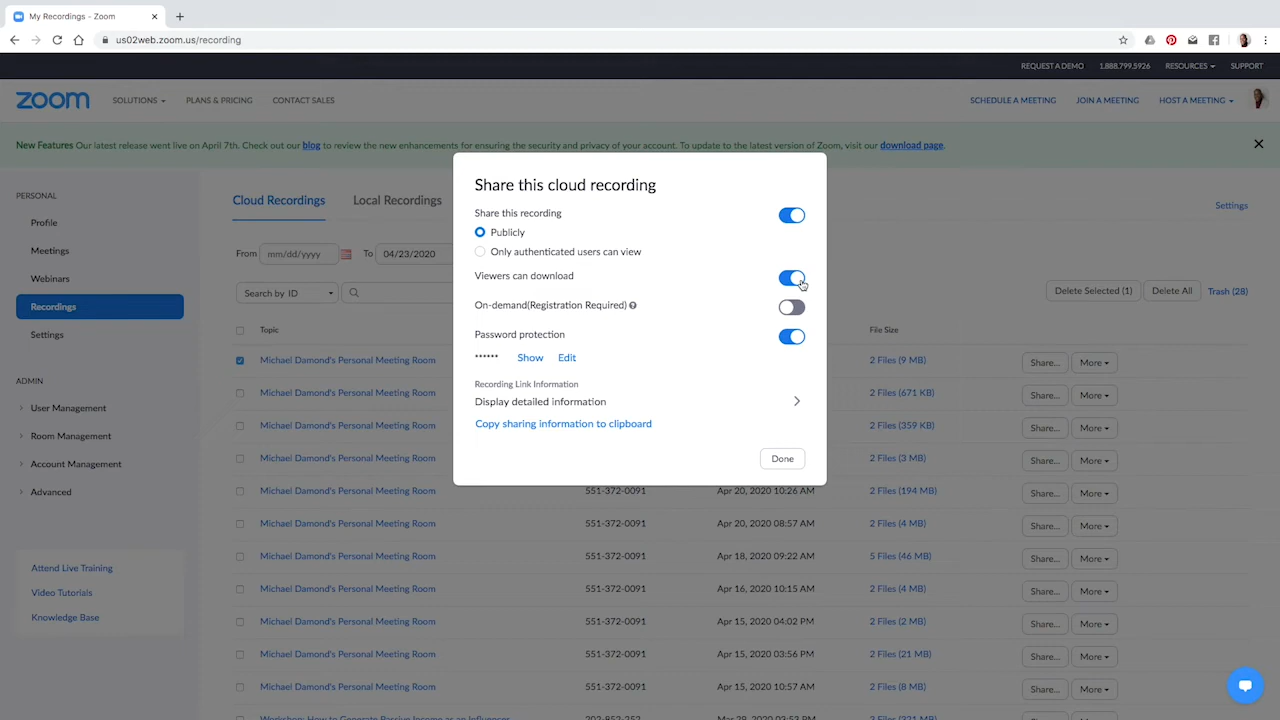 My Recordings - Zoom
us02web.zoom.us/recording
REQUEST A DEMO 1.888.799.5926 RESOURCES SUPPORT
zoom SOLUTIONS PLANS & PRICING CONTACT SALES SCHEDULE A MEETING JOIN A MEETING HOST A MEETING
New Features Our latest release went live on April 7th. Check out our blog to review the new enhancements for ensuring the security and privacy of your account. To update to the latest version of Zoom, visit our download page.
PERSONAL
Profile
Meetings
Webinars
Recordings
Settings
ADMIN
User Management
Room Management
Account Management
Advanced
Attend Live Training
Video Tutorials
Knowledge Base
Cloud Recordings Local Recordings Settings
From mm/dd/yyyy To 04/23/2020
Search by ID Delete Selected (1) Delete All Trash (28)
Topic File Size
Michael Damond's Personal Meeting Room 2 Files (9 MB) Share... More
Michael Damond's Personal Meeting Room 2 Files (671 KB) Share... More
Michael Damond's Personal Meeting Room 2 Files (359 KB) Share... More
Michael Damond's Personal Meeting Room 2 Files (3 MB) Share... More
Michael Damond's Personal Meeting Room 551-372-0091 Apr 20, 2020 10:26 AM 2 Files (194 MB) Share... More
Michael Damond's Personal Meeting Room 551-372-0091 Apr 20, 2020 08:57 AM 2 Files (4 MB) Share... More
Michael Damond's Personal Meeting Room 551-372-0091 Apr 18, 2020 09:22 AM 5 Files (46 MB) Share... More
Michael Damond's Personal Meeting Room 551-372-0091 Apr 16, 2020 10:15 AM 2 Files (4 MB) Share... More
Michael Damond's Personal Meeting Room 551-372-0091 Apr 15, 2020 04:02 PM 2 Files (2 MB) Share... More
Michael Damond's Personal Meeting Room 551-372-0091 Apr 15, 2020 03:56 PM 2 Files (21 MB) Share... More
Michael Damond's Personal Meeting Room 551-372-0091 Apr 15, 2020 10:57 AM 2 Files (8 MB) Share... More
Workshop: How to Generate Passive Income as an Influencer
Share this cloud recording
Share this recording
Publicly
Only authenticated users can view
Viewers can download
On-demand(Registration Required)
Password protection
****** Show Edit
Recording Link Information
Display detailed information
Copy sharing information to clipboard
Done